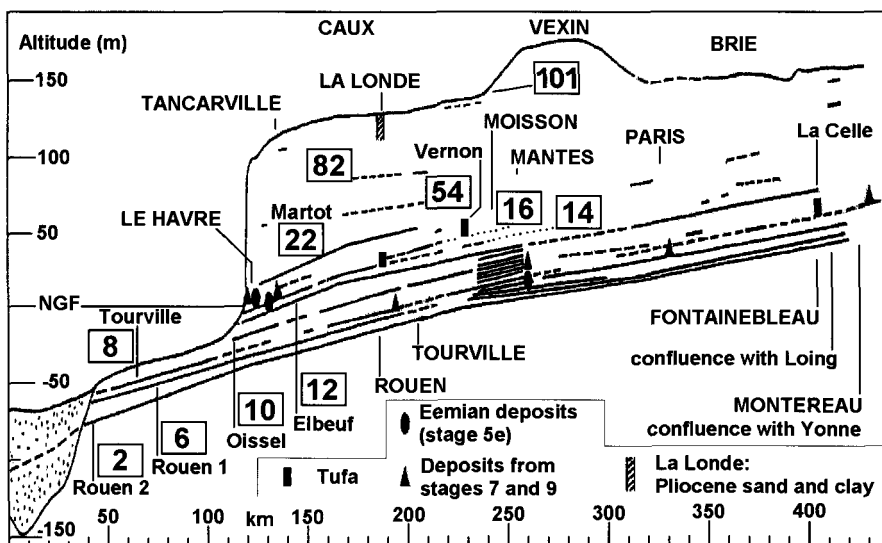 CAUX VEXIN BRIE
Altitude (m)
150
LA LONDE
101
TANCARVILLE
MOISSON
Vernon
PARIS
La Celle
100
82
MANTES
54
16
14
Martot
LE HAVRE
22
50
NGF
Tourville
FONTAINEBLEAU
8
TOURVILLE
confluence with Loing
-50
12
ROUEN
10
Elbeuf
MONTEREAU
6
Oissel
Eemian deposits
confluence with Yonne
2
Rouen 1
(stage 5e)
Rouen 2
Tufa
Deposits from
stages 7 and 9
La Londe:
Pliocene sand and clay
-150
0 50 100 km 150 200 250 300 350 400